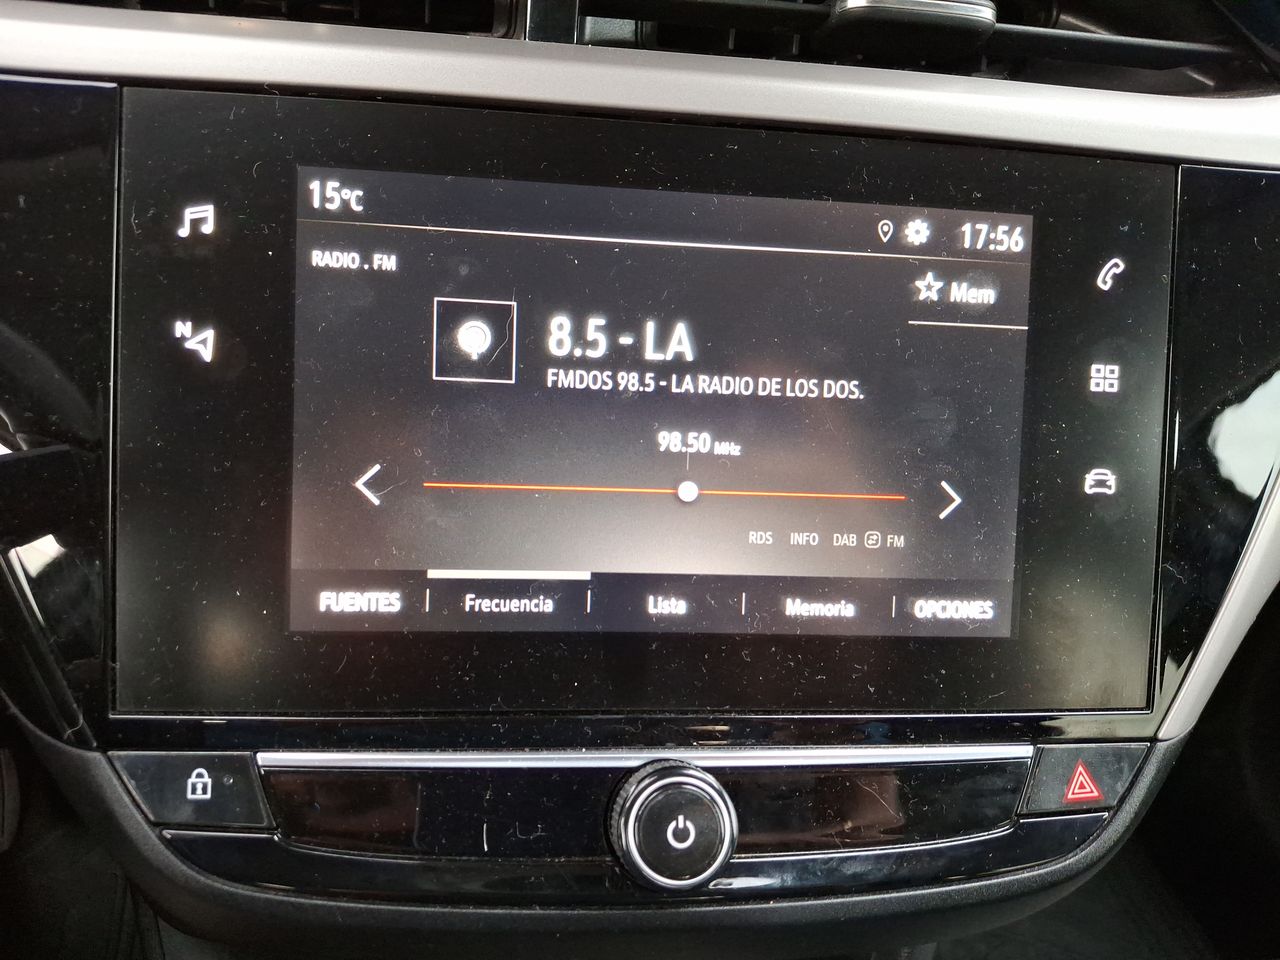 15°C
17:56
RADIO . FM
Mem
N
8.5 - LA
FMDOS 98.5 - LA RADIO DE LOS DOS.
98.50 MHz
RDS INFO DAB FM
FUENTES Frecuencia Lista Memoria OPCIONES